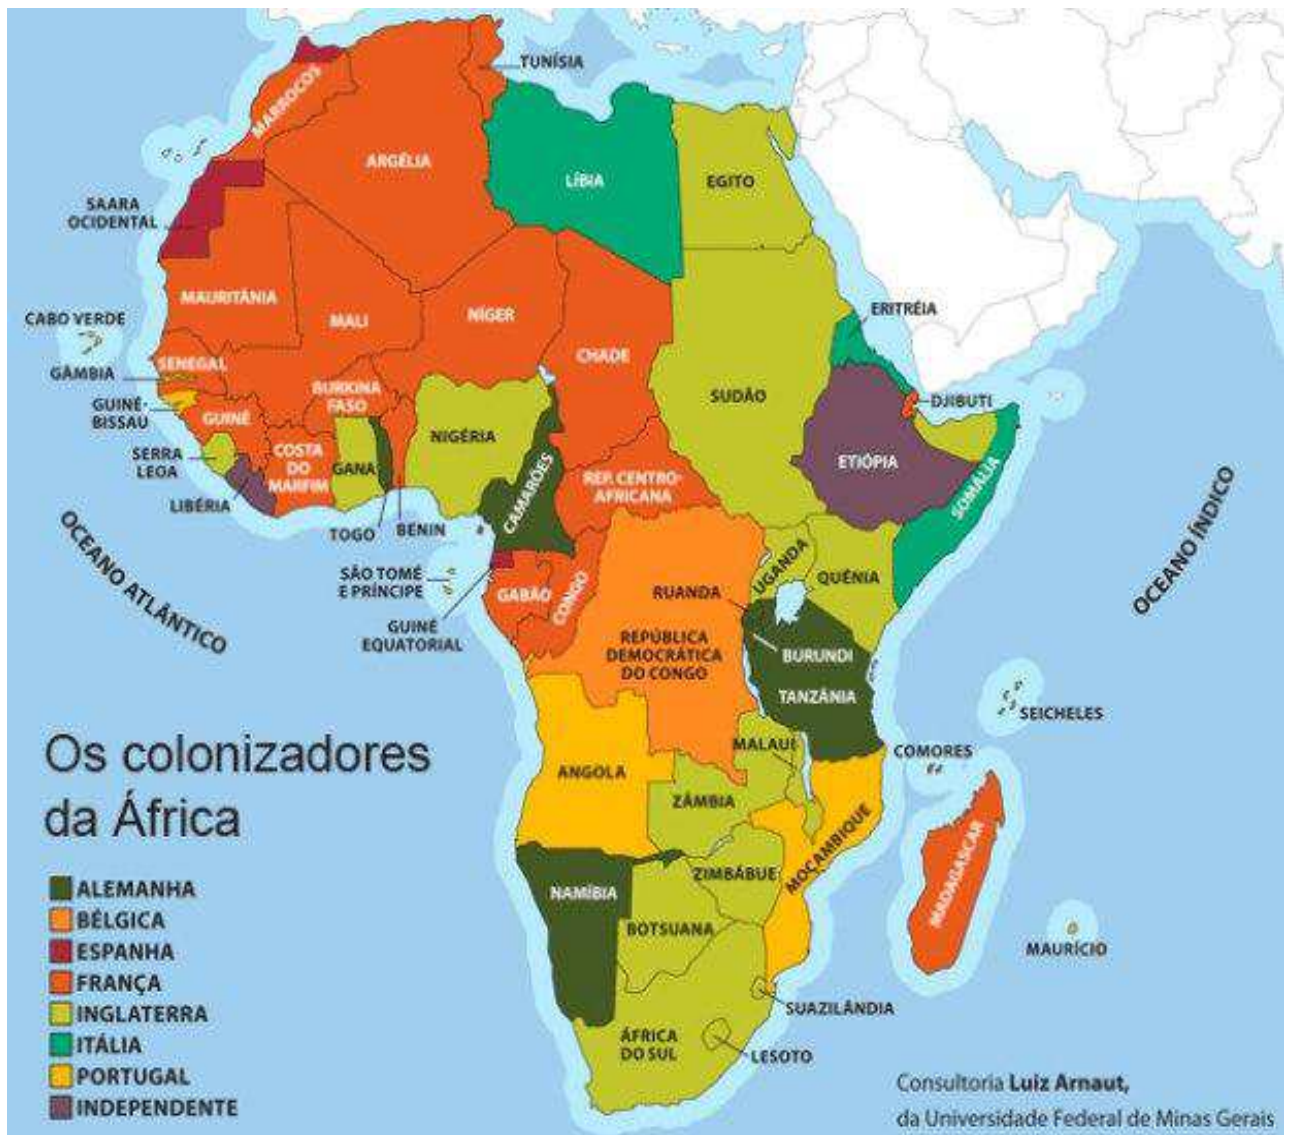 TUNÍSIA
MARROCOS
ARGÉLIA
LÍBIA
EGITO
SAARA
OCIDENTAL
MAURITÂNIA
MALI
NÍGER
CHADE
SUDÃO
ERITRÉIA
CABO VERDE
SENEGAL
GÂMBIA
GUINÉ-
BISSAU
GUINÉ
BURKINA
FASO
DJIBUTI
NIGÉRIA
SERRA
LEOA
COSTA
DO
MARFIM
GANA
ETIÓPIA
SOMÁLIA
LIBÉRIA
TOGO
BENIN
CAMARÕES
REP. CENTRO-
AFRICANA
OCEANO ATLÂNTICO
OCEANO ÍNDICO
SÃO TOMÉ
E PRÍNCIPE
GUINÉ
EQUATORIAL
GABÃO
CONGO
UGANDA
QUÊNIA
RUANDA
REPÚBLICA
DEMOCRÁTICA
DO CONGO
BURUNDI
TANZÂNIA
SEICHELES
COMORES
MALAUI
ANGOLA
ZÂMBIA
MOÇAMBIQUE
MADAGASCAR
ZIMBÁBUE
NAMÍBIA
BOTSUANA
MAURÍCIO
SUAZILÂNDIA
ÁFRICA
DO SUL
LESOTO
Os colonizadores
da África
ALEMANHA
BÉLGICA
ESPANHA
FRANÇA
INGLATERRA
ITÁLIA
PORTUGAL
INDEPENDENTE
Consultoria Luiz Arnaut,
da Universidade Federal de Minas Gerais